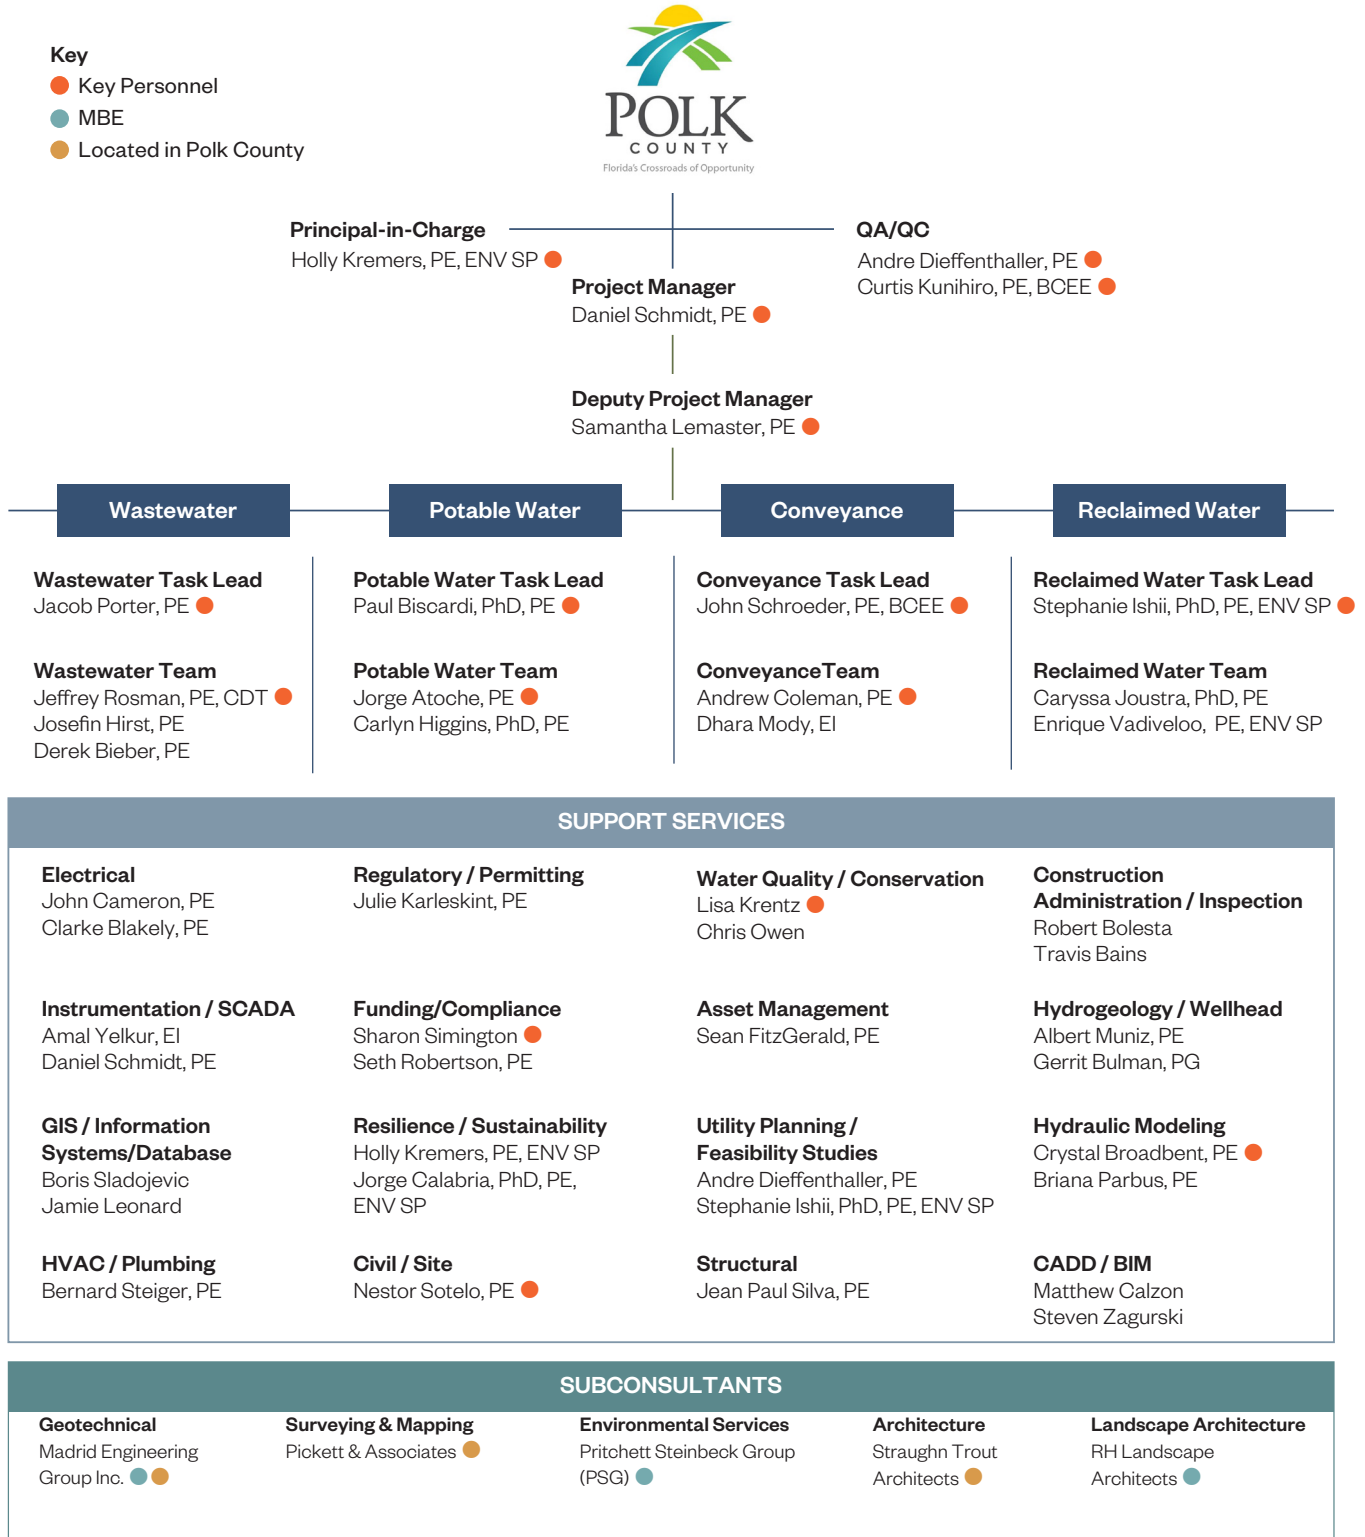 Key
Key Personnel
MBE
Located in Polk County
POLK
COUNTY
Florida's Crossroads of Opportunity
Principal-in-Charge
Holly Kremers, PE, ENV SP
QA/QC
Andre Dieffenthaller, PE
Curtis Kunihiro, PE, BCEE
Project Manager
Daniel Schmidt, PE
Deputy Project Manager
Samantha Lemaster, PE
Wastewater
Potable Water
Conveyance
Reclaimed Water
Wastewater Task Lead
Jacob Porter, PE
Wastewater Team
Jeffrey Rosman, PE, CDT
Josefin Hirst, PE
Derek Bieber, PE
Potable Water Task Lead
Paul Biscardi, PhD, PE
Potable Water Team
Jorge Atoche, PE
Carlyn Higgins, PhD, PE
Conveyance Task Lead
John Schroeder, PE, BCEE
ConveyanceTeam
Andrew Coleman, PE
Dhara Mody, EI
Reclaimed Water Task Lead
Stephanie Ishii, PhD, PE, ENV SP
Reclaimed Water Team
Caryssa Joustra, PhD, PE
Enrique Vadiveloo, PE, ENV SP
SUPPORT SERVICES
Electrical
John Cameron, PE
Clarke Blakely, PE
Regulatory / Permitting
Julie Karleskint, PE
Water Quality / Conservation
Lisa Krentz
Chris Owen
Construction
Administration / Inspection
Robert Bolesta
Travis Bains
Instrumentation / SCADA
Amal Yelkur, EI
Daniel Schmidt, PE
Funding/Compliance
Sharon Simington
Seth Robertson, PE
Asset Management
Sean FitzGerald, PE
Hydrogeology / Wellhead
Albert Muniz, PE
Gerrit Bulman, PG
GIS / Information
Systems/Database
Boris Sladojevic
Jamie Leonard
Resilience / Sustainability
Holly Kremers, PE, ENV SP
Jorge Calabria, PhD, PE,
ENV SP
Utility Planning /
Feasibility Studies
Andre Dieffenthaller, PE
Stephanie Ishii, PhD, PE, ENV SP
Hydraulic Modeling
Crystal Broadbent, PE
Briana Parbus, PE
HVAC / Plumbing
Bernard Steiger, PE
Civil / Site
Nestor Sotelo, PE
Structural
Jean Paul Silva, PE
CADD / BIM
Matthew Calzon
Steven Zagurski
SUBCONSULTANTS
Geotechnical
Madrid Engineering
Group Inc.
Surveying & Mapping
Pickett & Associates
Environmental Services
Pritchett Steinbeck Group
(PSG)
Architecture
Straughn Trout
Architects
Landscape Architecture
RH Landscape
Architects